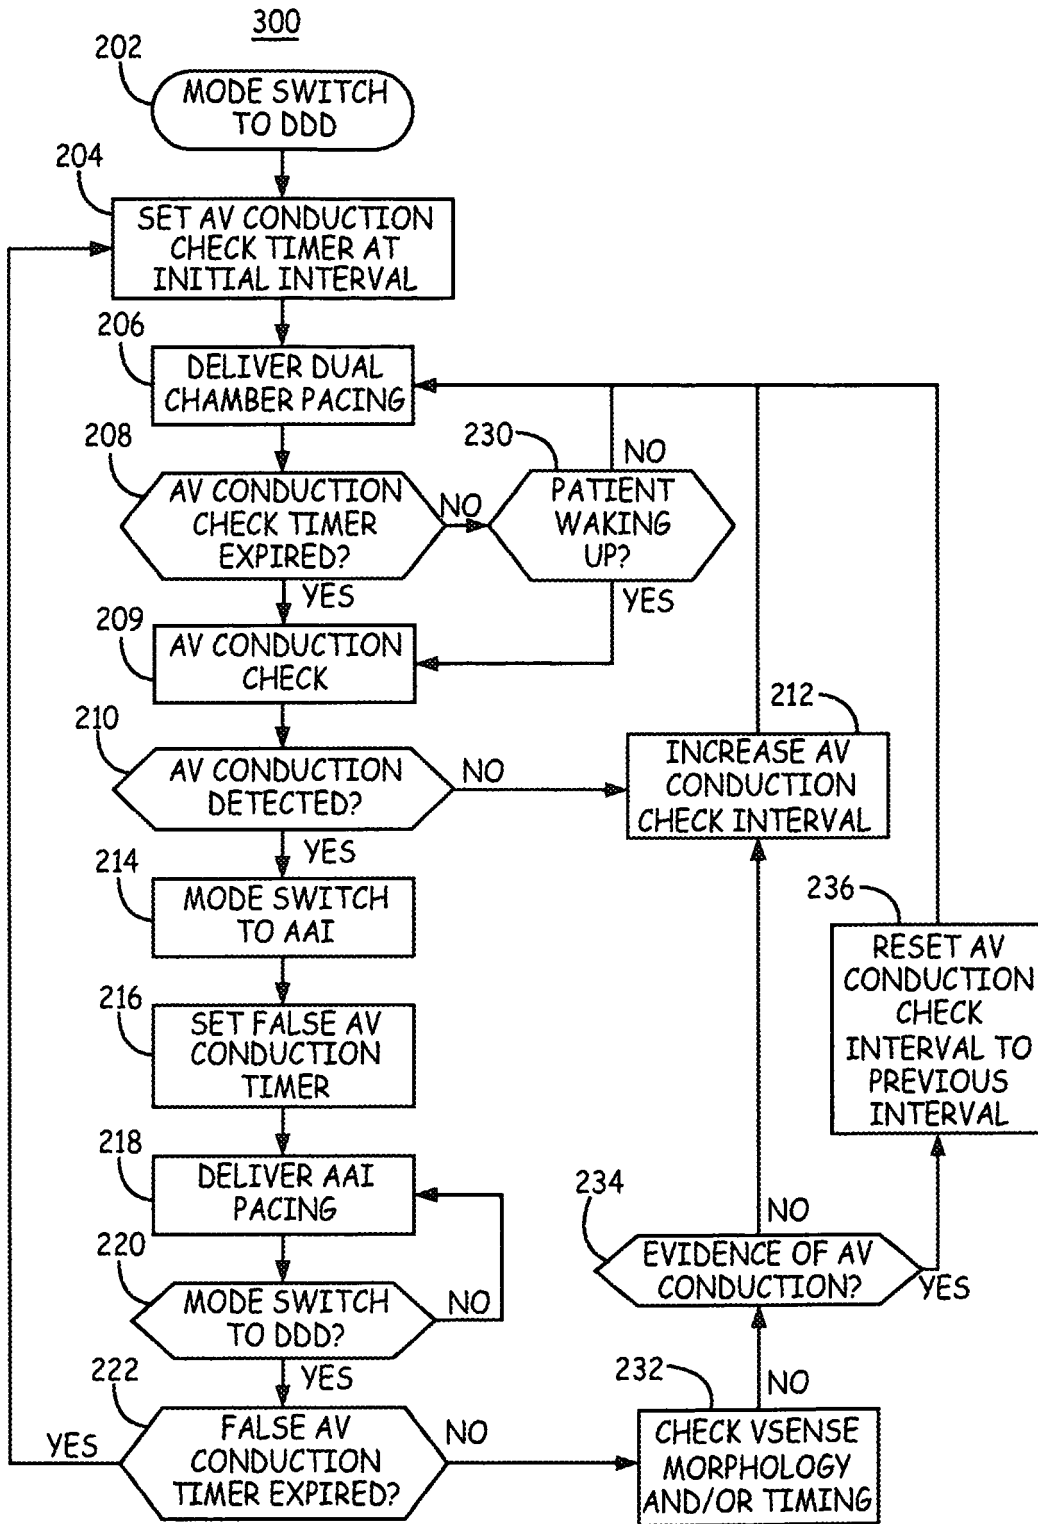 300
202
MODE SWITCH
TO DDD
204
SET AV CONDUCTION
CHECK TIMER AT
INITIAL INTERVAL
206
DELIVER DUAL
CHAMBER PACING
208
AV CONDUCTION
CHECK TIMER
EXPIRED?
NO
YES
230
NO
PATIENT
WAKING
UP?
YES
209
AV CONDUCTION
CHECK
210
AV CONDUCTION
DETECTED?
NO
YES
212
INCREASE AV
CONDUCTION
CHECK INTERVAL
214
MODE SWITCH
TO AAI
236
RESET AV
CONDUCTION
CHECK
INTERVAL TO
PREVIOUS
INTERVAL
216
SET FALSE AV
CONDUCTION
TIMER
218
DELIVER AAI
PACING
220
MODE SWITCH
TO DDD?
NO
YES
234
NO
EVIDENCE OF AV
CONDUCTION?
YES
222
YES
FALSE AV
CONDUCTION
TIMER EXPIRED?
NO
232
NO
CHECK VSENSE
MORPHOLOGY
AND/OR TIMING